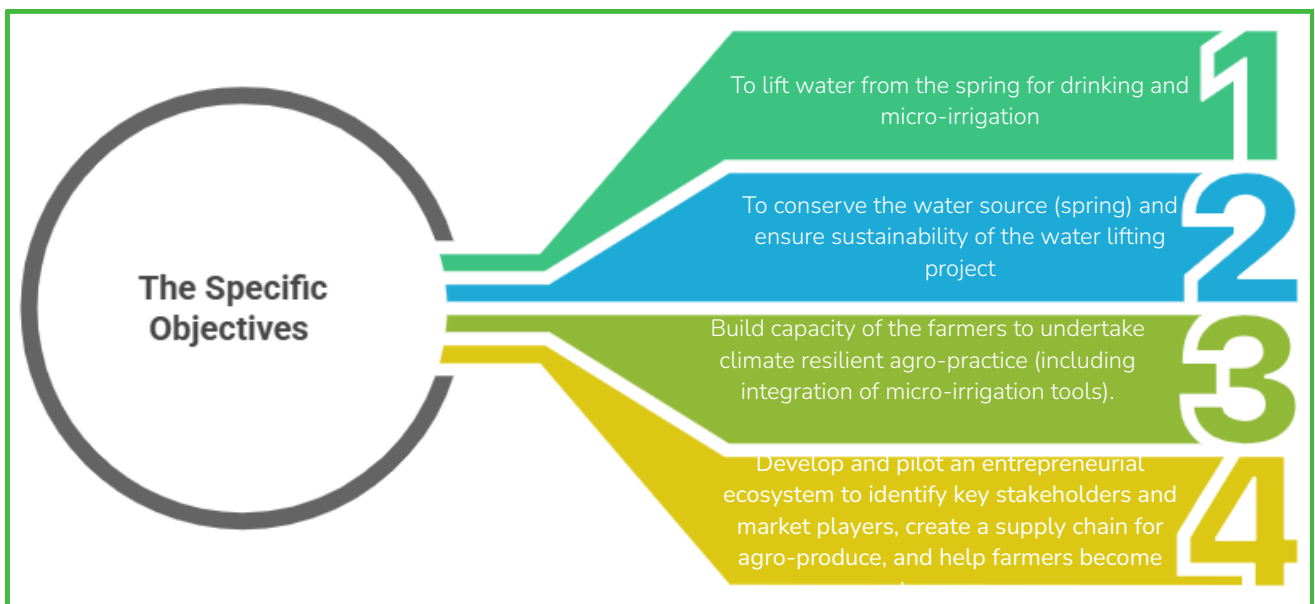 The Specific
Objectives
To lift water from the spring for drinking and
micro-irrigation
1
To conserve the water source (spring) and
ensure sustainability of the water lifting
project
2
Build capacity of the farmers to undertake
climate resilient agro-practice (including
integration of micro-irrigation tools).
3
Develop and pilot an entrepreneurial
ecosystem to identify key stakeholders and
market players, create a supply chain for
agro-produce, and help farmers become
4